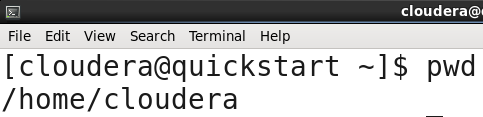 cloudera@
File Edit View Search Terminal Help
[cloudera@quickstart ~]$ pwd
/home/cloudera